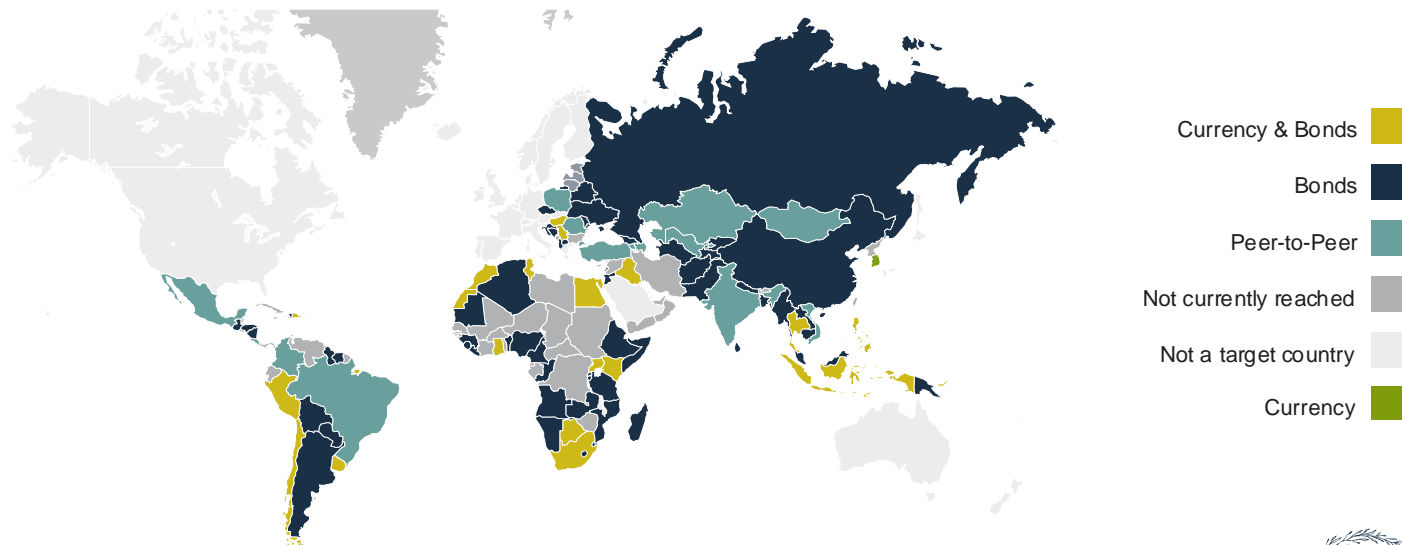 Currency & Bonds
Bonds
Peer-to-Peer
Not currently reached
Not a target country
Currency